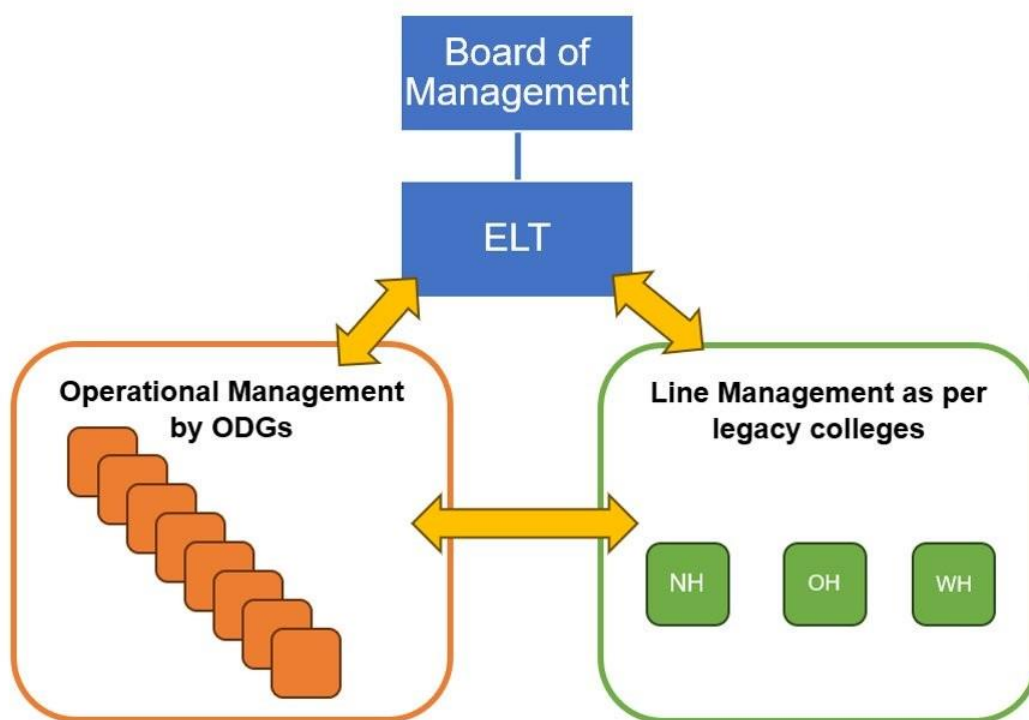 Board of
Management
ELT
Operational Management
by ODGs
Line Management as per
legacy colleges
NH
OH
WH